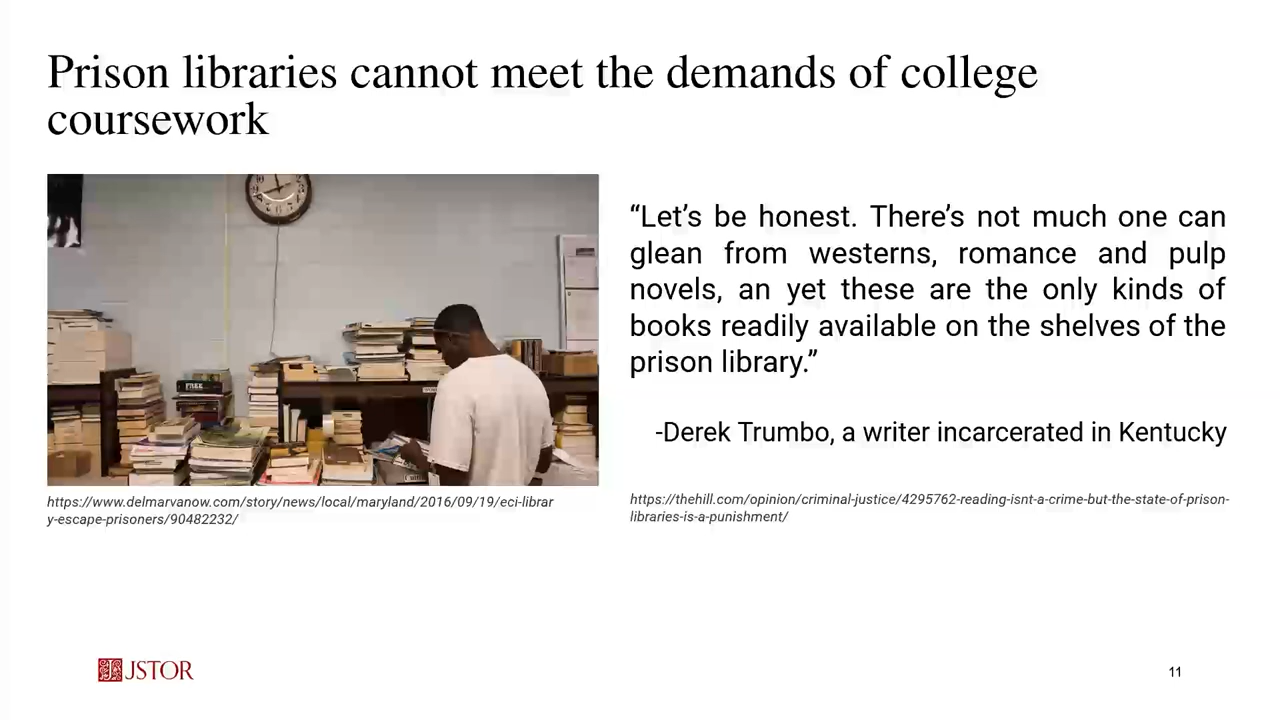 Prison libraries cannot meet the demands of college
coursework
FREE
“Let’s be honest. There’s not much one can
glean from westerns, romance and pulp
novels, an yet these are the only kinds of
books readily available on the shelves of the
prison library.”
-Derek Trumbo, a writer incarcerated in Kentucky
https://www.delmarvanow.com/story/news/local/maryland/2016/09/19/eci-librar
y-escape-prisoners/90482232/
https://thehill.com/opinion/criminal-justice/4295762-reading-isnt-a-crime-but-the-state-of-prison-
libraries-is-a-punishment/
JSTOR
11